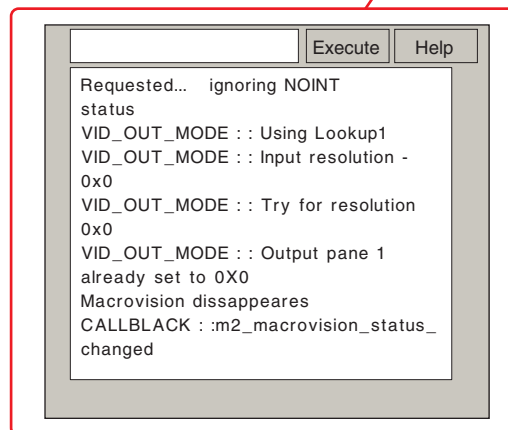 Execute Help
Requested... ignoring NOINT
status
VID_OUT_MODE : : Using Lookup1
VID_OUT_MODE : : Input resolution -
0x0
VID_OUT_MODE : : Try for resolution
0x0
VID_OUT_MODE : : Output pane 1
already set to 0X0
Macrovision dissappeares
CALLBLACK : :m2_macrovision_status_
changed